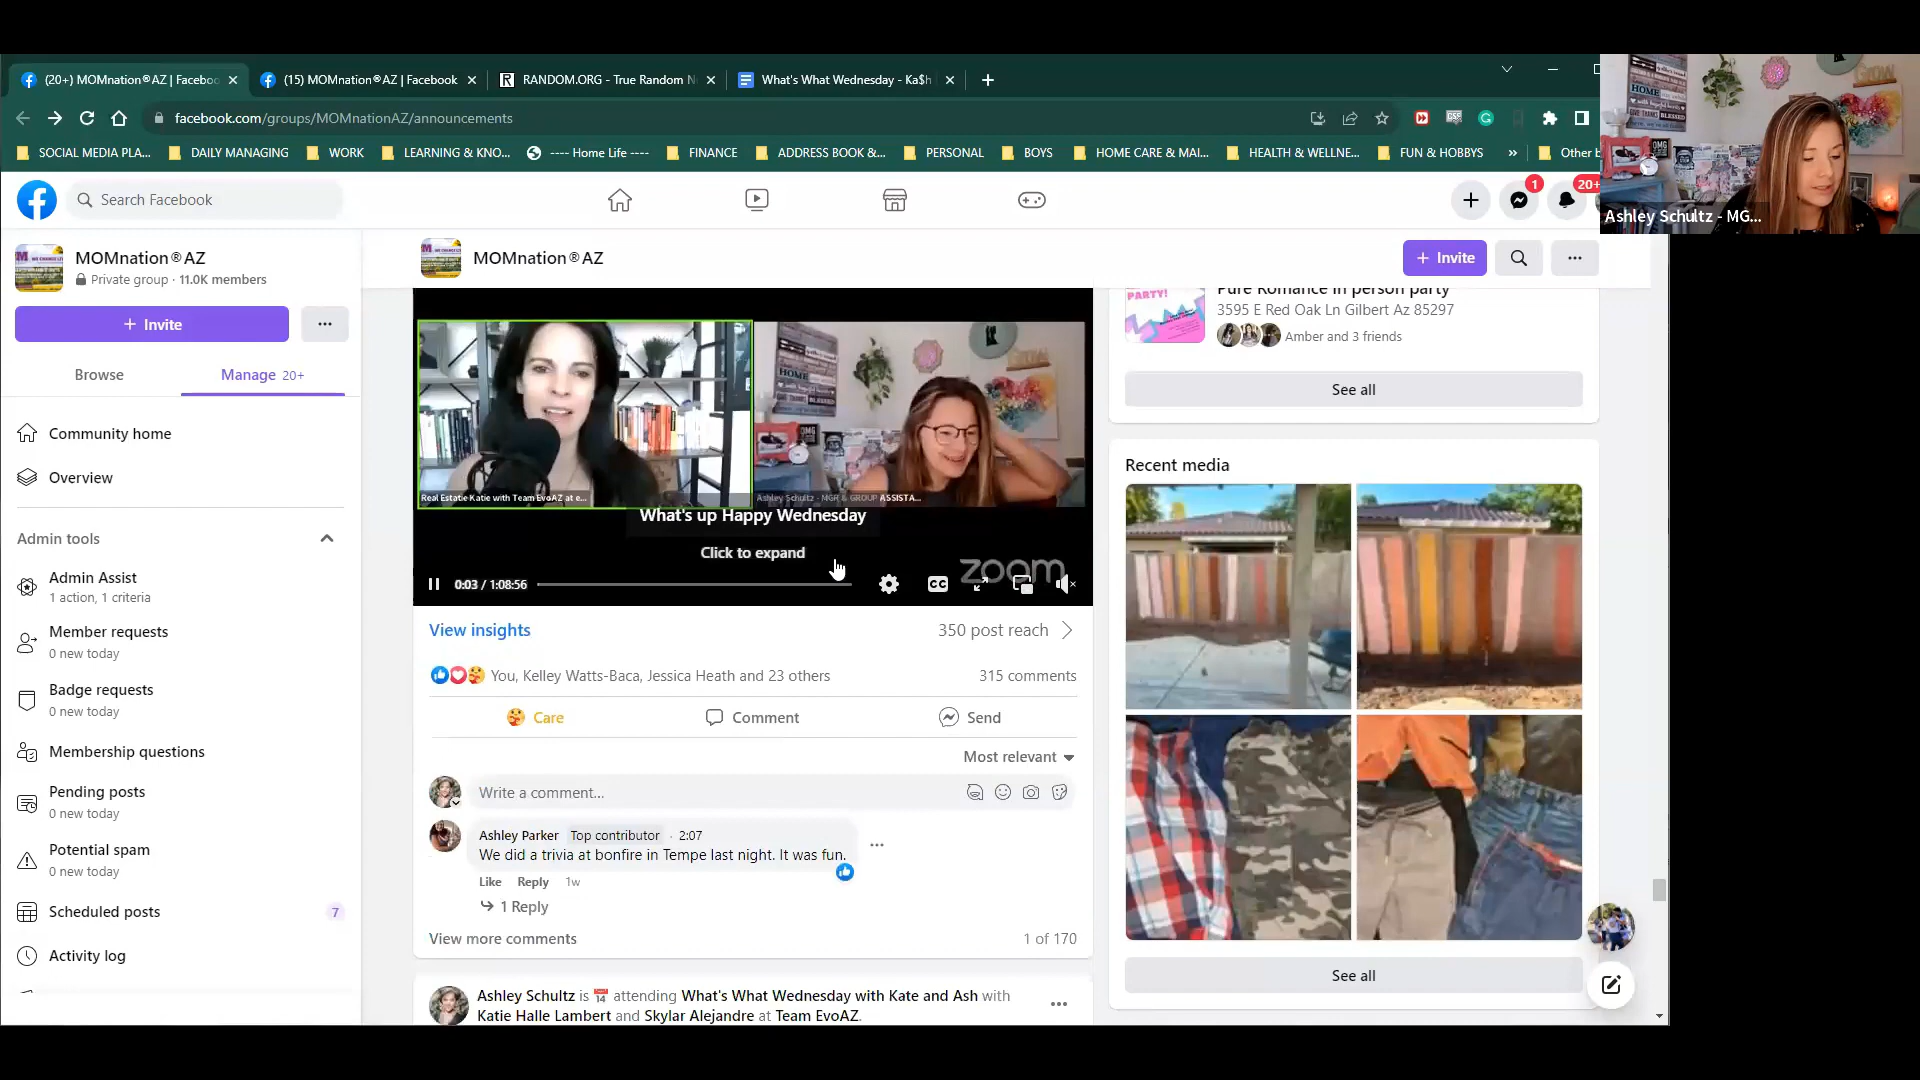 (20+) MOMnation®AZ | Faceboo
(15) MOMnation®AZ | Facebook
RANDOM.ORG - True Random N
What's What Wednesday - Ka$h
facebook.com/groups/MOMnationAZ/announcements
SOCIAL MEDIA PLA...
DAILY MANAGING
WORK
LEARNING & KNO...
---- Home Life ----
FINANCE
ADDRESS BOOK &...
PERSONAL
BOYS
HOME CARE & MAI...
HEALTH & WELLNE...
FUN & HOBBYS
»
Other b
Ashley Schultz - MG...
Search Facebook
1
20+
MOMnation®AZ
Private group · 11.0K members
+ Invite
...
Browse
Manage 20+
Community home
Overview
Admin tools
Admin Assist
1 action, 1 criteria
Member requests
0 new today
Badge requests
0 new today
Membership questions
Pending posts
0 new today
Potential spam
0 new today
Scheduled posts
7
Activity log
MOMnation®AZ
+ Invite
...
HOME
Real Estatie Katie with Team EvoAZ at e...
Ashley Schultz - MGR & GROUP ASSISTA...
What's up Happy Wednesday
Click to expand
zoom
0:03 / 1:08:56
CC
View insights
350 post reach
You, Kelley Watts-Baca, Jessica Heath and 23 others
315 comments
Care
Comment
Send
Most relevant
Write a comment...
Ashley Parker Top contributor · 2:07
We did a trivia at bonfire in Tempe last night. It was fun.
Like Reply 1w
1 Reply
View more comments
1 of 170
Ashley Schultz is attending What's What Wednesday with Kate and Ash with
Katie Halle Lambert and Skylar Alejandre at Team EvoAZ.
PARTY!
Pure Romance in person party
3595 E Red Oak Ln Gilbert Az 85297
Amber and 3 friends
See all
Recent media
See all